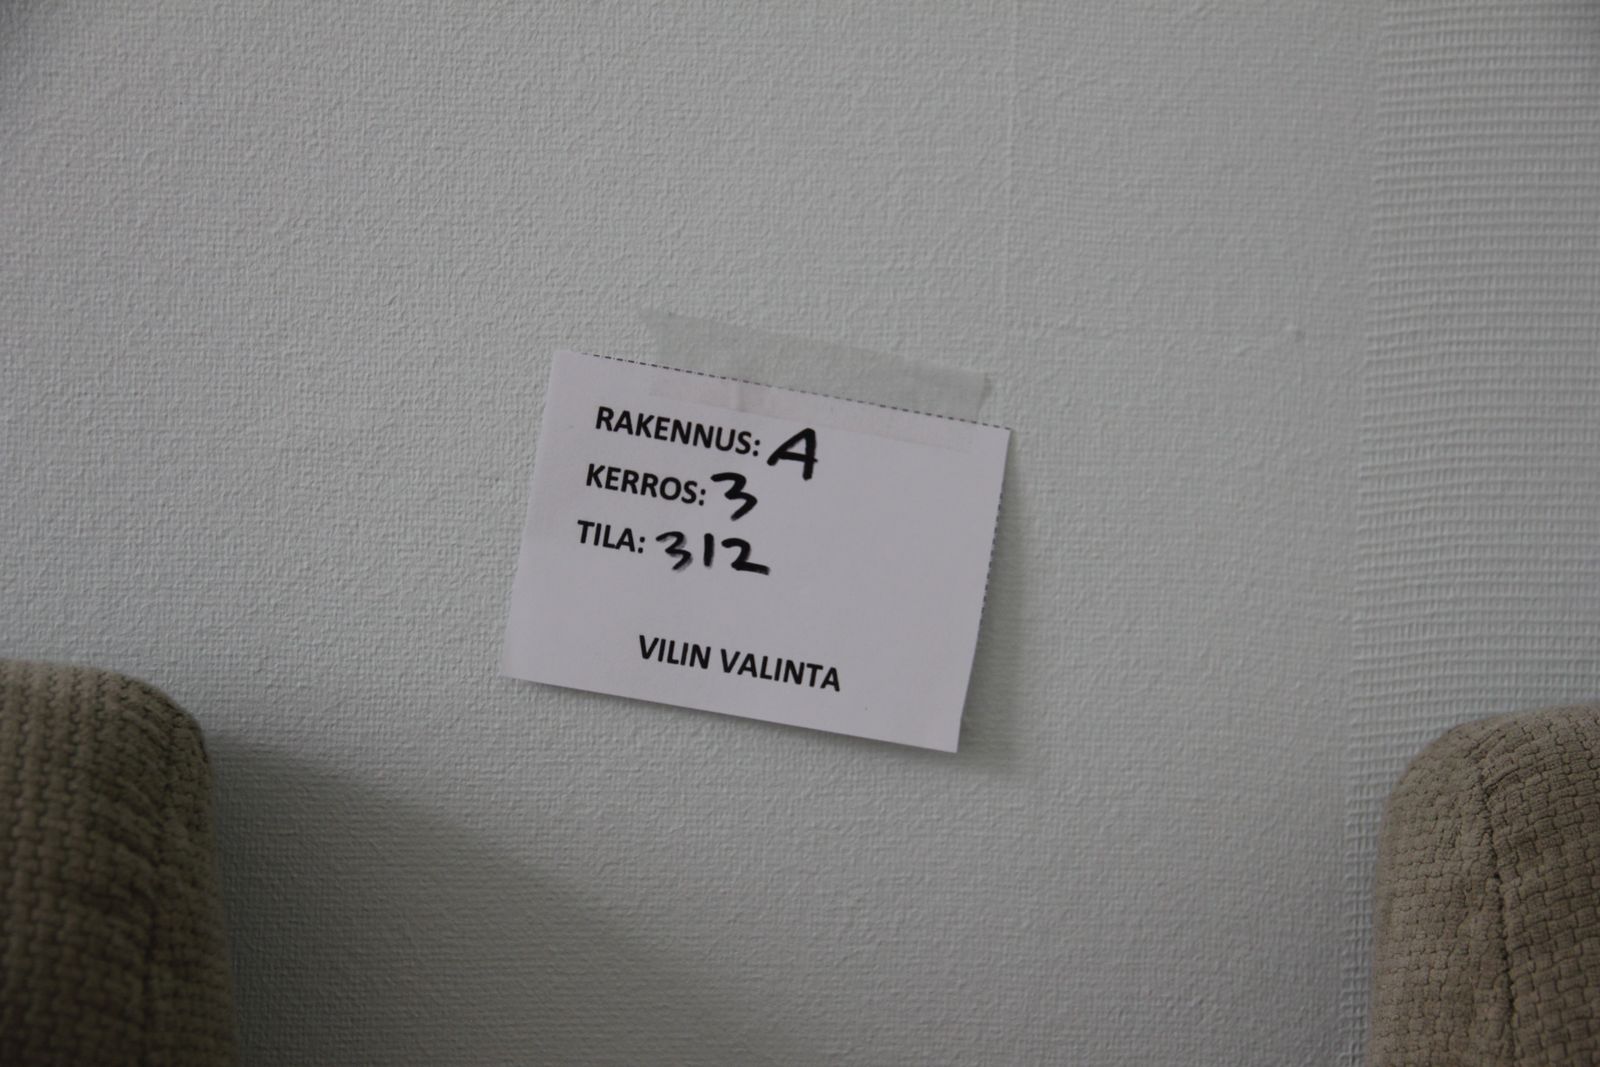 RAKENNUS: A
KERROS: 3
TILA: 312
VILIN VALINTA